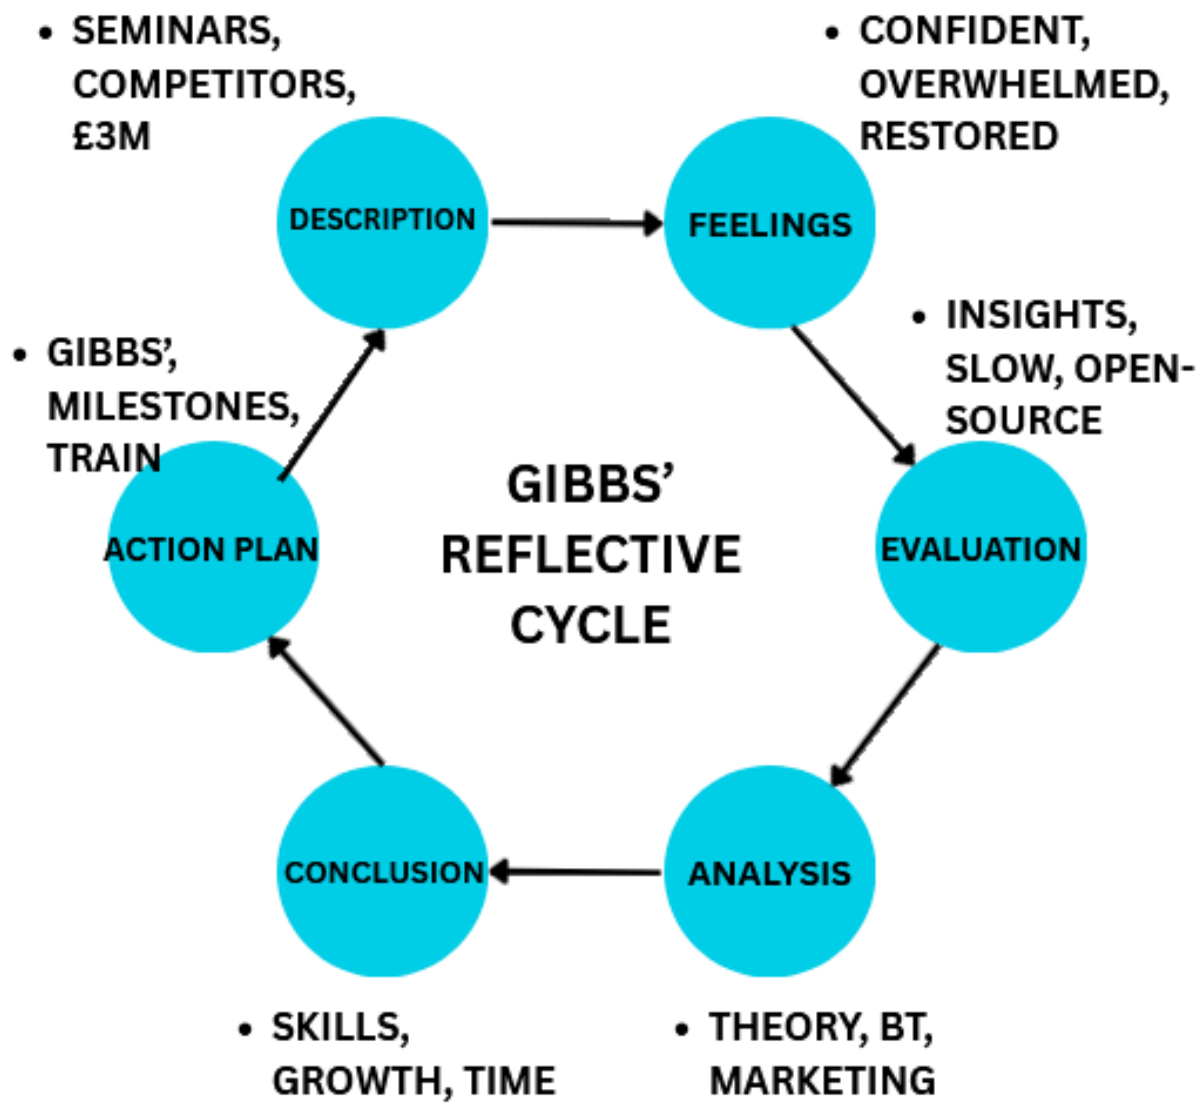 • SEMINARS,
COMPETITORS,
£3M
• CONFIDENT,
OVERWHELMED,
RESTORED
DESCRIPTION
FEELINGS
• INSIGHTS,
SLOW, OPEN-
SOURCE
• GIBBS’,
MILESTONES,
TRAIN
GIBBS’
REFLECTIVE
CYCLE
ACTION PLAN
EVALUATION
CONCLUSION
ANALYSIS
• SKILLS,
GROWTH, TIME
• THEORY, BT,
MARKETING